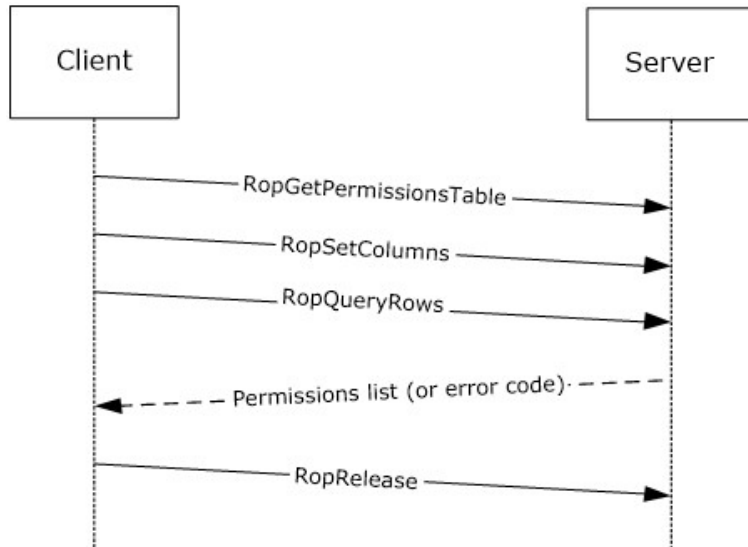 Client
Server
RopGetPermissionsTable
RopSetColumns
RopQueryRows
Permissions list (or error code)
RopRelease